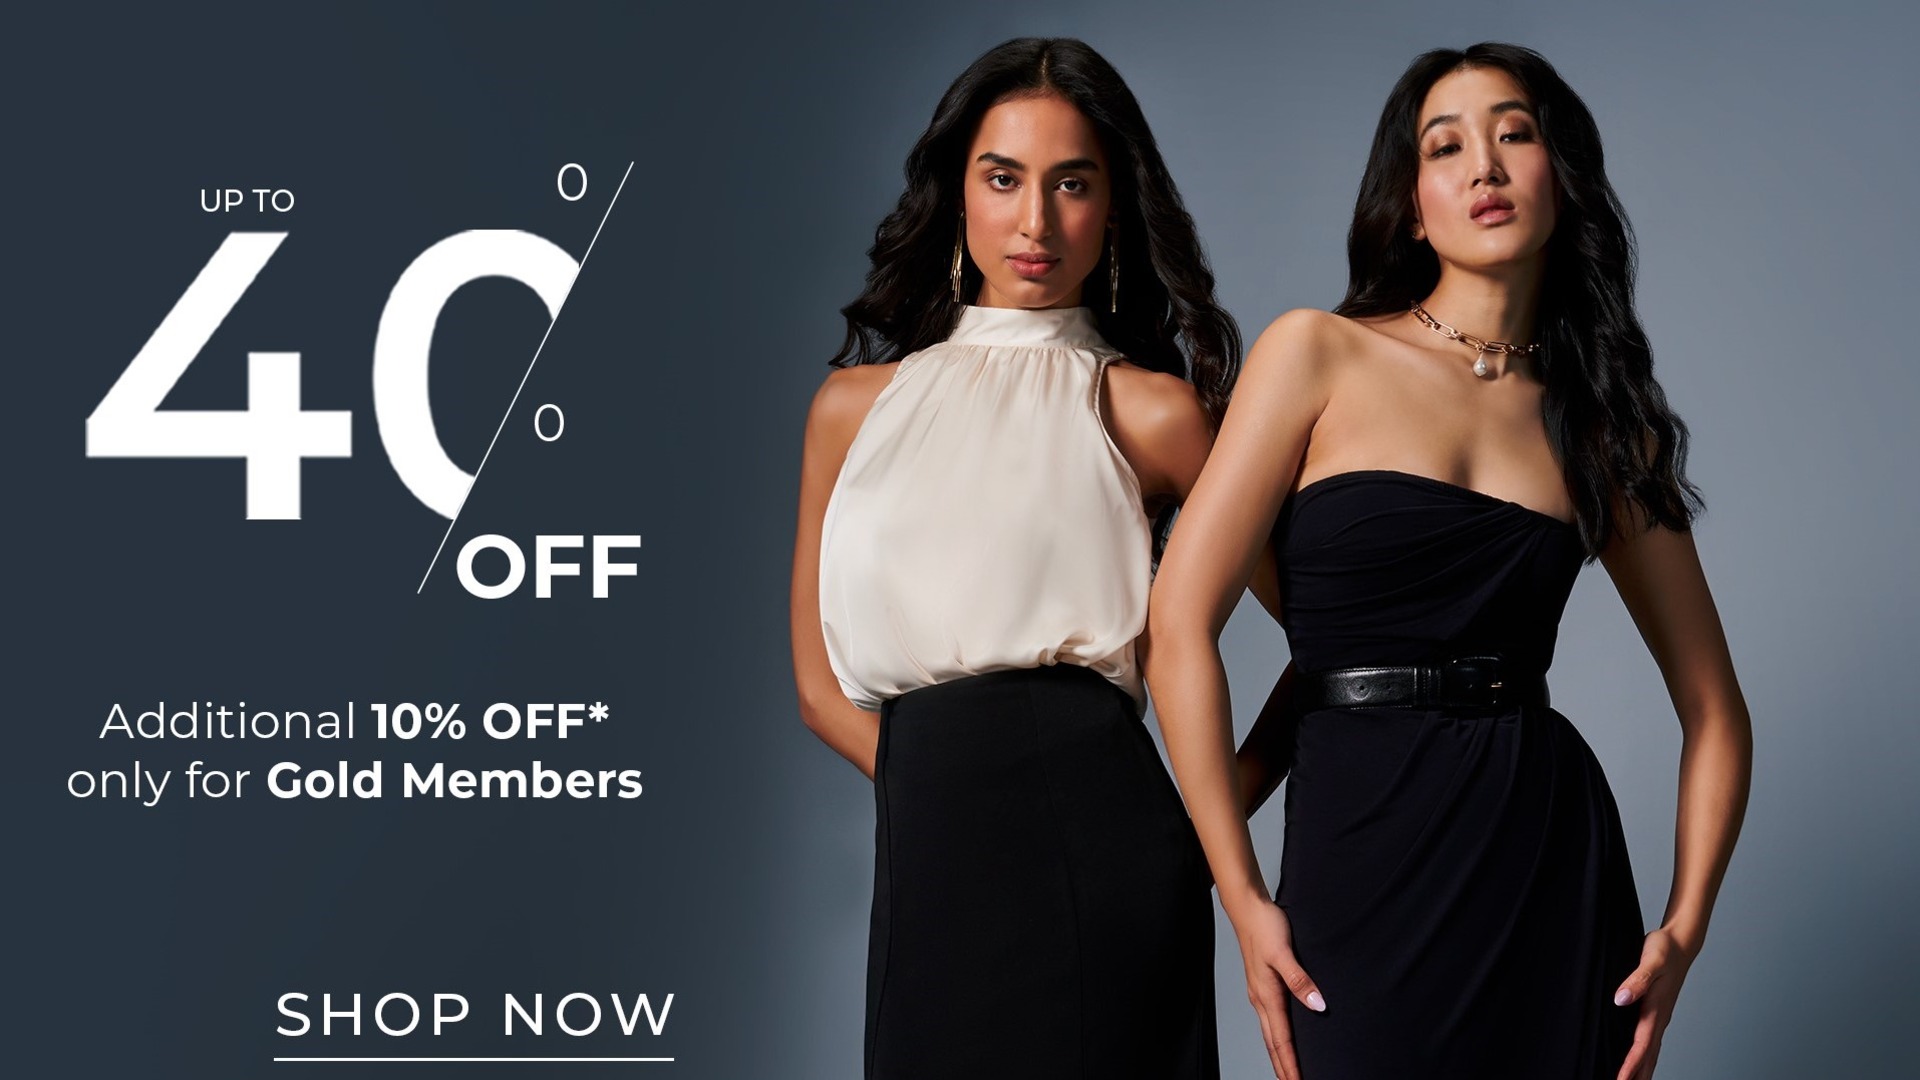 UP TO
40%
OFF
Additional 10% OFF*
only for Gold Members
SHOP NOW